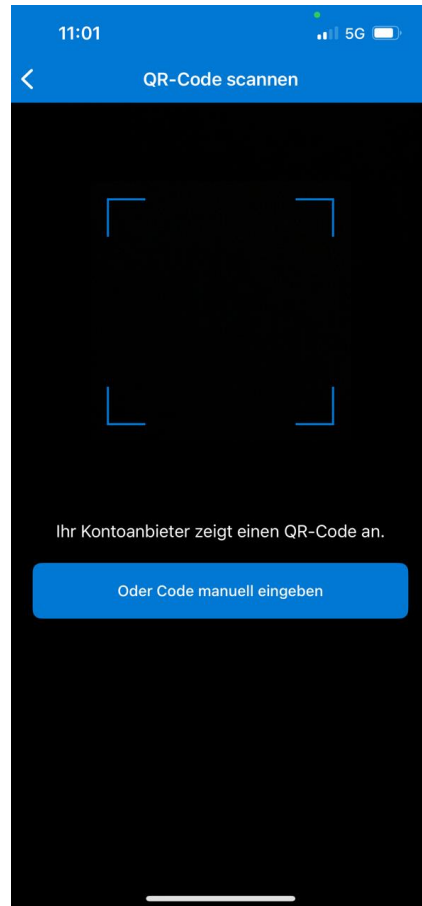 11:01 5G
QR-Code scannen
Ihr Kontoanbieter zeigt einen QR-Code an.
Oder Code manuell eingeben